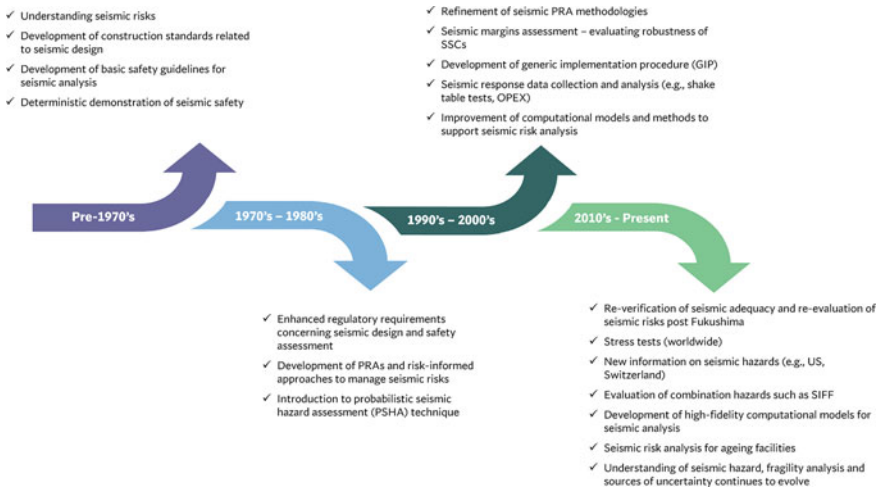 ✓ Understanding seismic risks
✓ Development of construction standards related
to seismic design
✓ Development of basic safety guidelines for
seismic analysis
✓ Deterministic demonstration of seismic safety
✓ Refinement of seismic PRA methodologies
✓ Seismic margins assessment – evaluating robustness of
SSCs
✓ Development of generic implementation procedure (GIP)
✓ Seismic response data collection and analysis (e.g., shake
table tests, OPEX)
✓ Improvement of computational models and methods to
support seismic risk analysis
Pre-1970's
1970's – 1980's
1990's – 2000's
2010's - Present
✓ Enhanced regulatory requirements
concerning seismic design and safety
assessment
✓ Development of PRAs and risk-informed
approaches to manage seismic risks
✓ Introduction to probabilistic seismic
hazard assessment (PSHA) technique
✓ Re-verification of seismic adequacy and re-evaluation of
seismic risks post Fukushima
✓ Stress tests (worldwide)
✓ New information on seismic hazards (e.g., US,
Switzerland)
✓ Evaluation of combination hazards such as SIFF
✓ Development of high-fidelity computational models for
seismic analysis
✓ Seismic risk analysis for ageing facilities
✓ Understanding of seismic hazard, fragility analysis and
sources of uncertainty continues to evolve